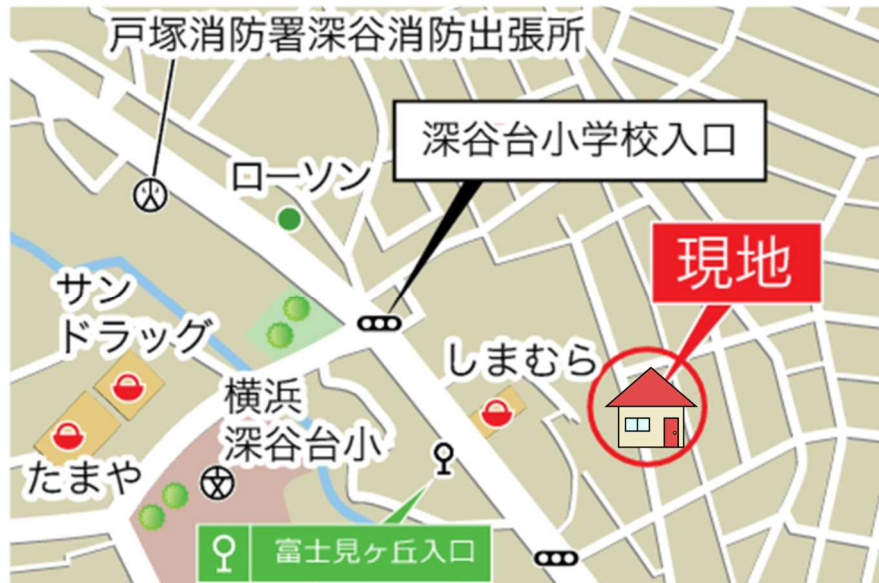 戸塚消防署深谷消防出張所
深谷台小学校入口
ローソン
現地
サン
ドラッグ
しまむら
横浜
深谷台小
たまや
富士見ヶ丘入口